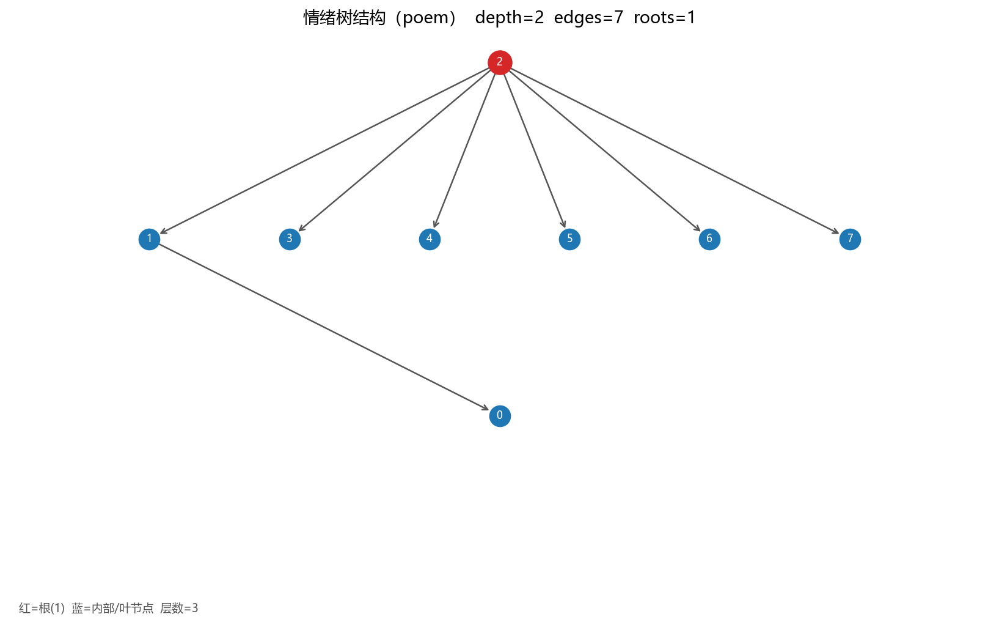 情绪树结构（poem） depth=2 edges=7 roots=1
2
1 3 4 5 6 7
0
红=根(1) 蓝=内部/叶节点 层数=3